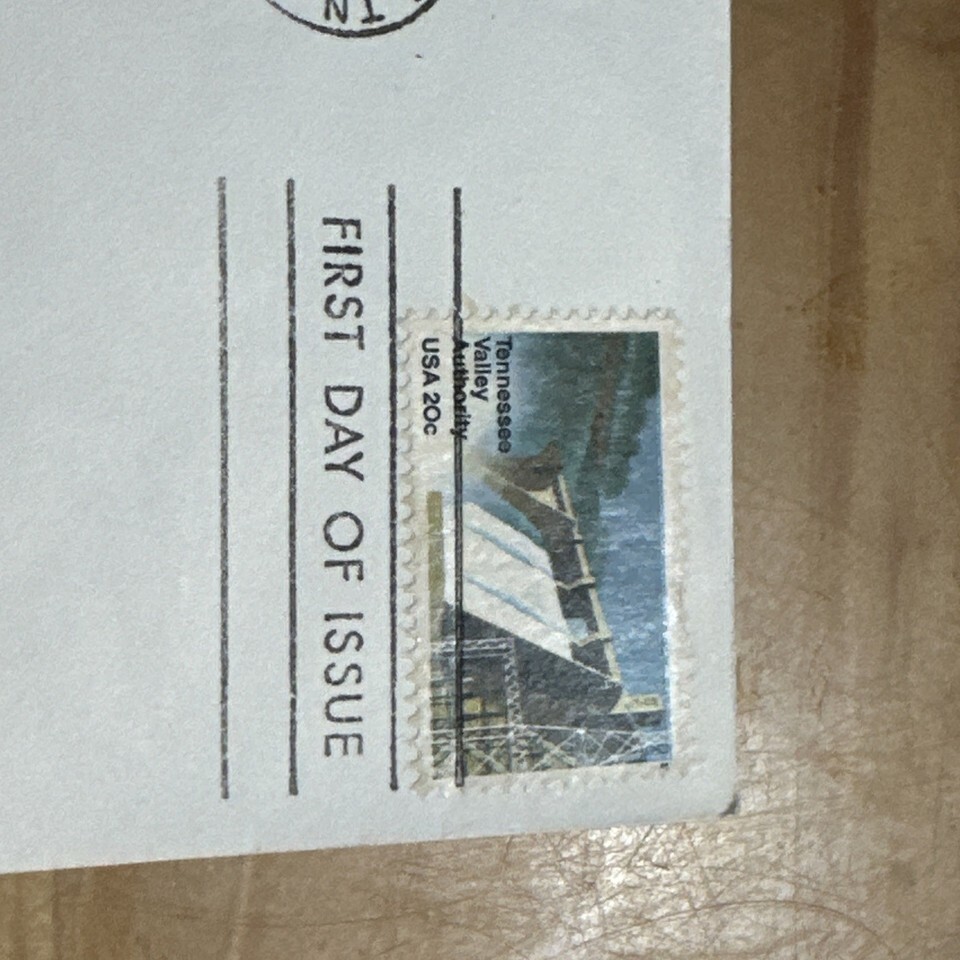 FIRST DAY OF ISSUE
Tennessee
Valley
Authority
USA 20c